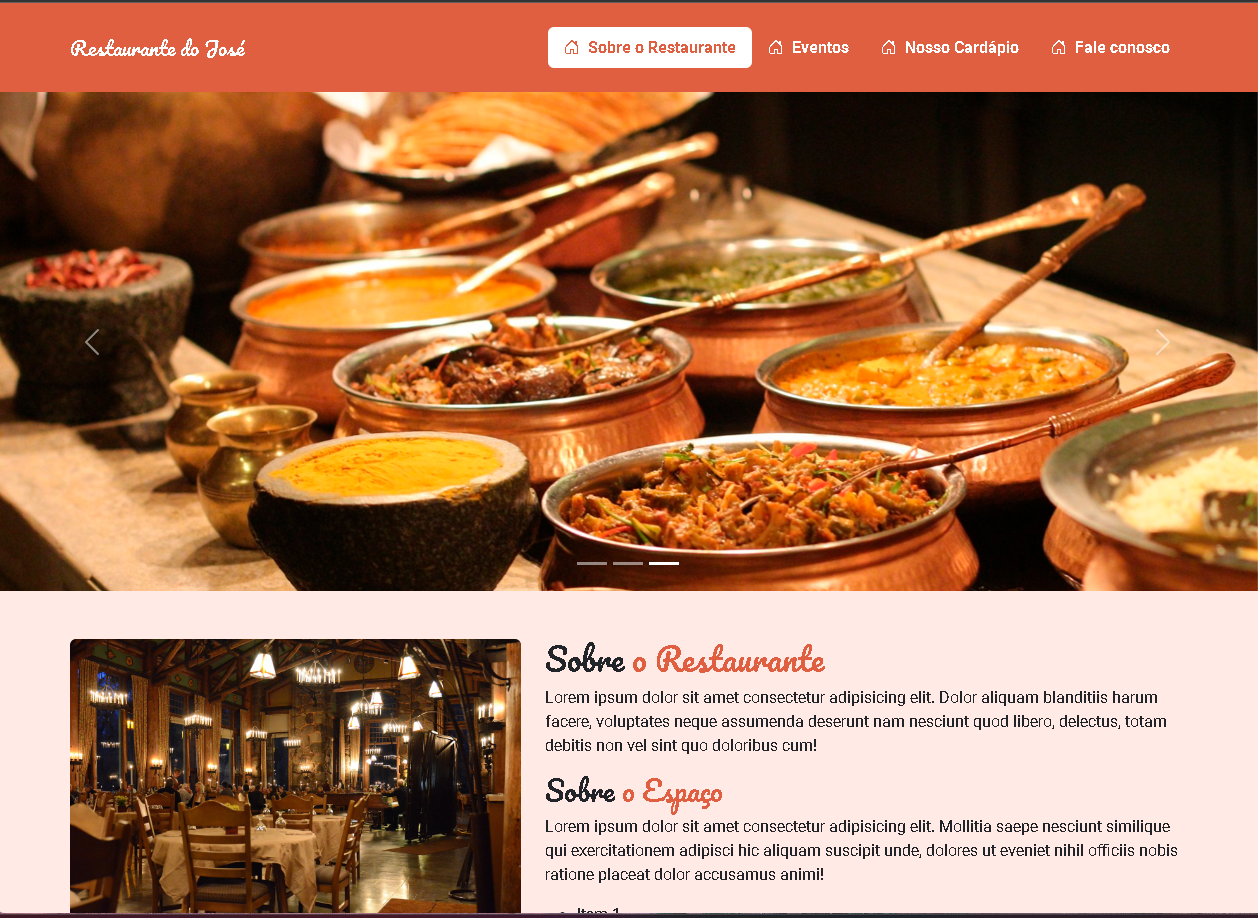 Restaurante do José
Sobre o Restaurante
Eventos
Nosso Cardápio
Fale conosco
Sobre o Restaurante
Lorem ipsum dolor sit amet consectetur adipisicing elit. Dolor aliquam blanditiis harum
facere, voluptates neque assumenda deserunt nam nesciunt quod libero, delectus, totam
debitis non vel sint quo doloribus cum!
Sobre o Espaço
Lorem ipsum dolor sit amet consectetur adipisicing elit. Mollitia saepe nesciunt similique
qui exercitationem adipisci hic aliquam suscipit unde, dolores ut eveniet nihil officiis nobis
ratione placeat dolor accusamus animi!
Item 1